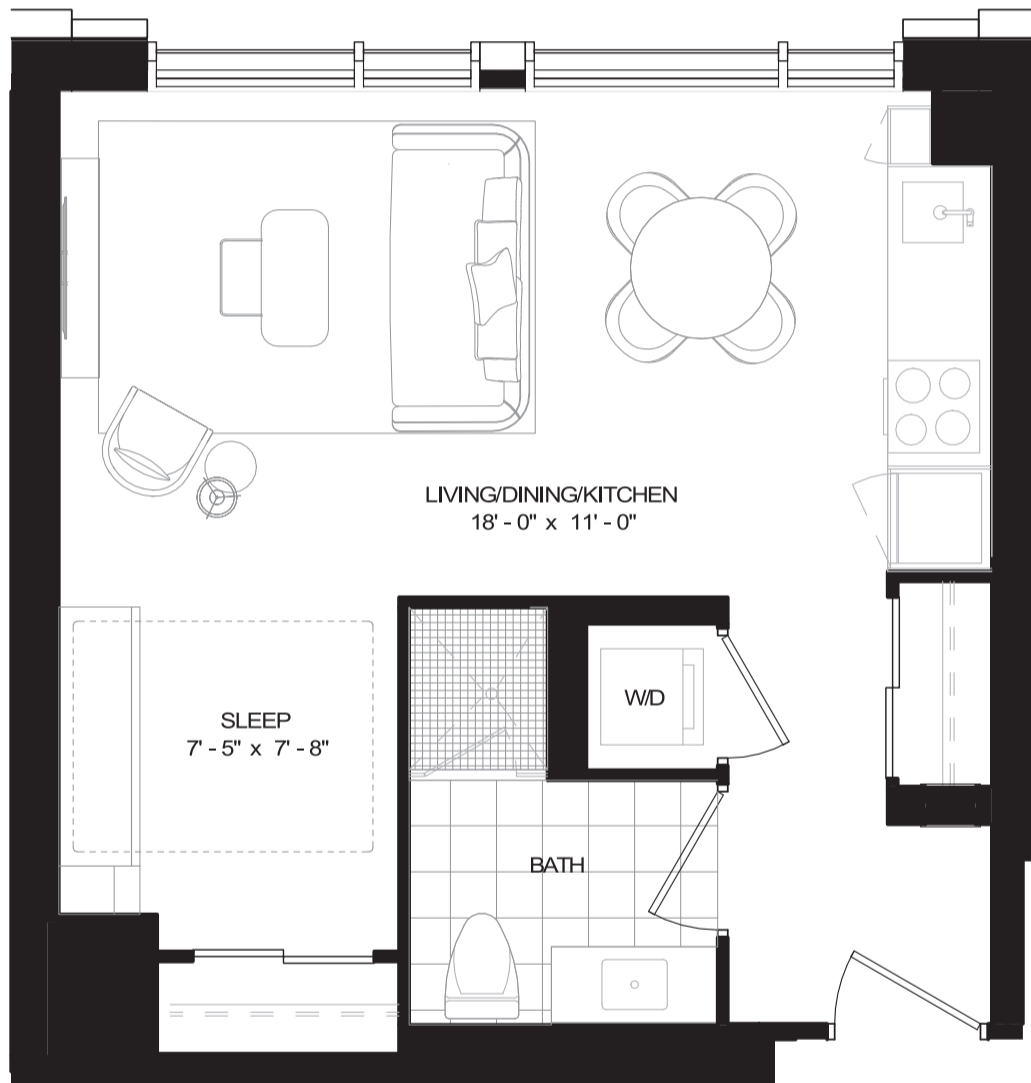 LIVING/DINING/KITCHEN
18' - 0" x 11' - 0"
SLEEP
7' - 5" x 7' - 8"
W/D
BATH